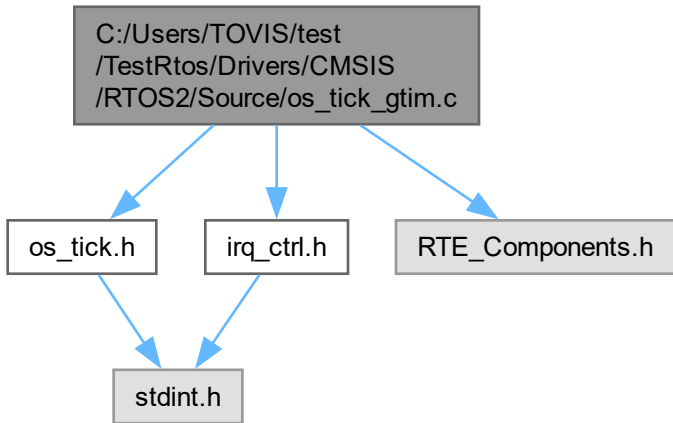 C:/Users/TOVIS/test
/TestRtos/Drivers/CMSIS
/RTOS2/Source/os_tick_gtim.c
os_tick.h
irq_ctrl.h
RTE_Components.h
stdint.h